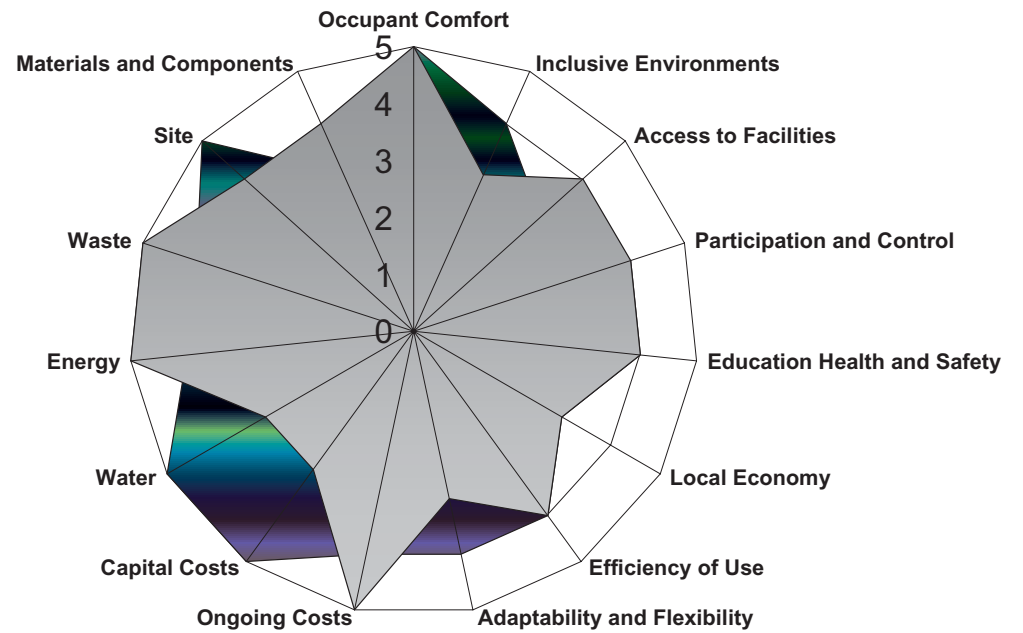 Occupant Comfort
5
Materials and Components
Inclusive Environments
4
Site
Access to Facilities
3
2
Waste
Participation and Control
1
0
Energy
Education Health and Safety
Water
Local Economy
Capital Costs
Efficiency of Use
Ongoing Costs
Adaptability and Flexibility